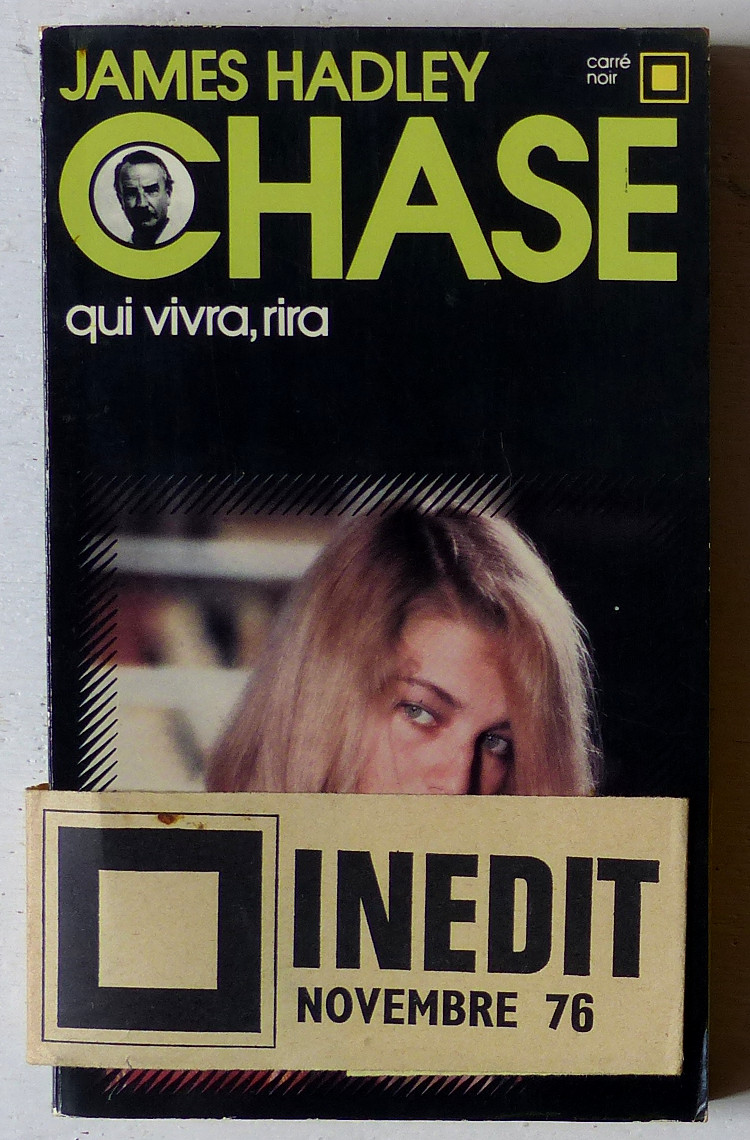 JAMES HADLEY
CHASE
carré
noir
qui vivra, rira
INEDIT
NOVEMBRE 76